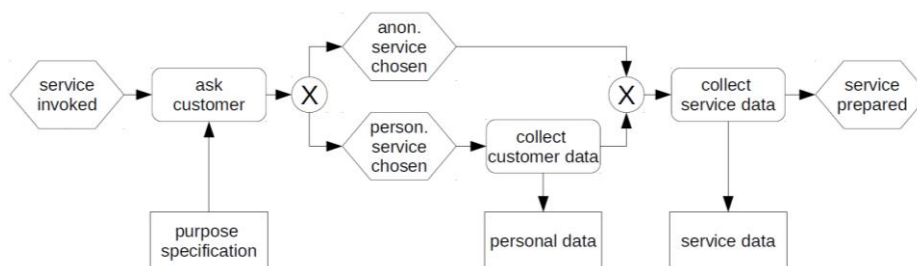 service
invoked
ask
customer
X
anon.
service
chosen
person.
service
chosen
collect
customer data
X
collect
service data
service
prepared
purpose
specification
personal data
service data